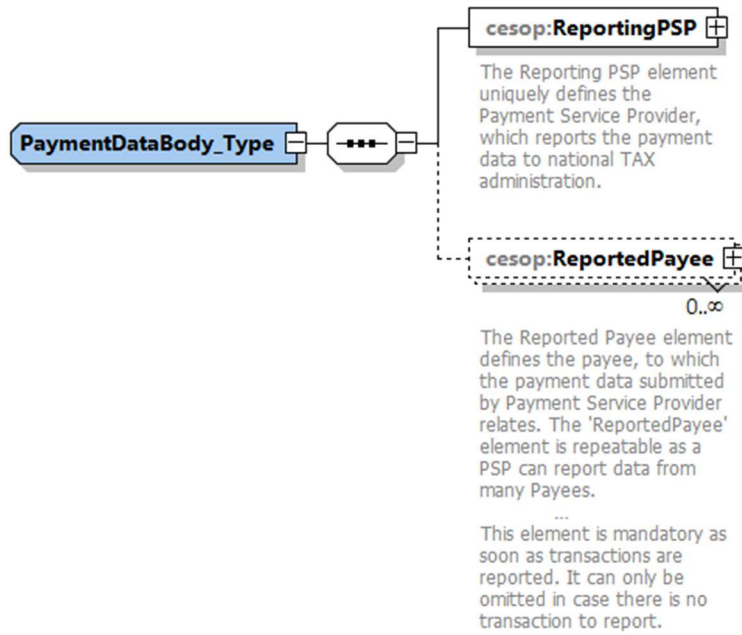 cesop:ReportingPSP
The Reporting PSP element
uniquely defines the
Payment Service Provider,
which reports the payment
data to national TAX
administration.
PaymentDataBody_Type
cesop:ReportedPayee
0..∞
The Reported Payee element
defines the payee, to which
the payment data submitted
by Payment Service Provider
relates. The 'ReportedPayee'
element is repeatable as a
PSP can report data from
many Payees.
...
This element is mandatory as
soon as transactions are
reported. It can only be
omitted in case there is no
transaction to report.